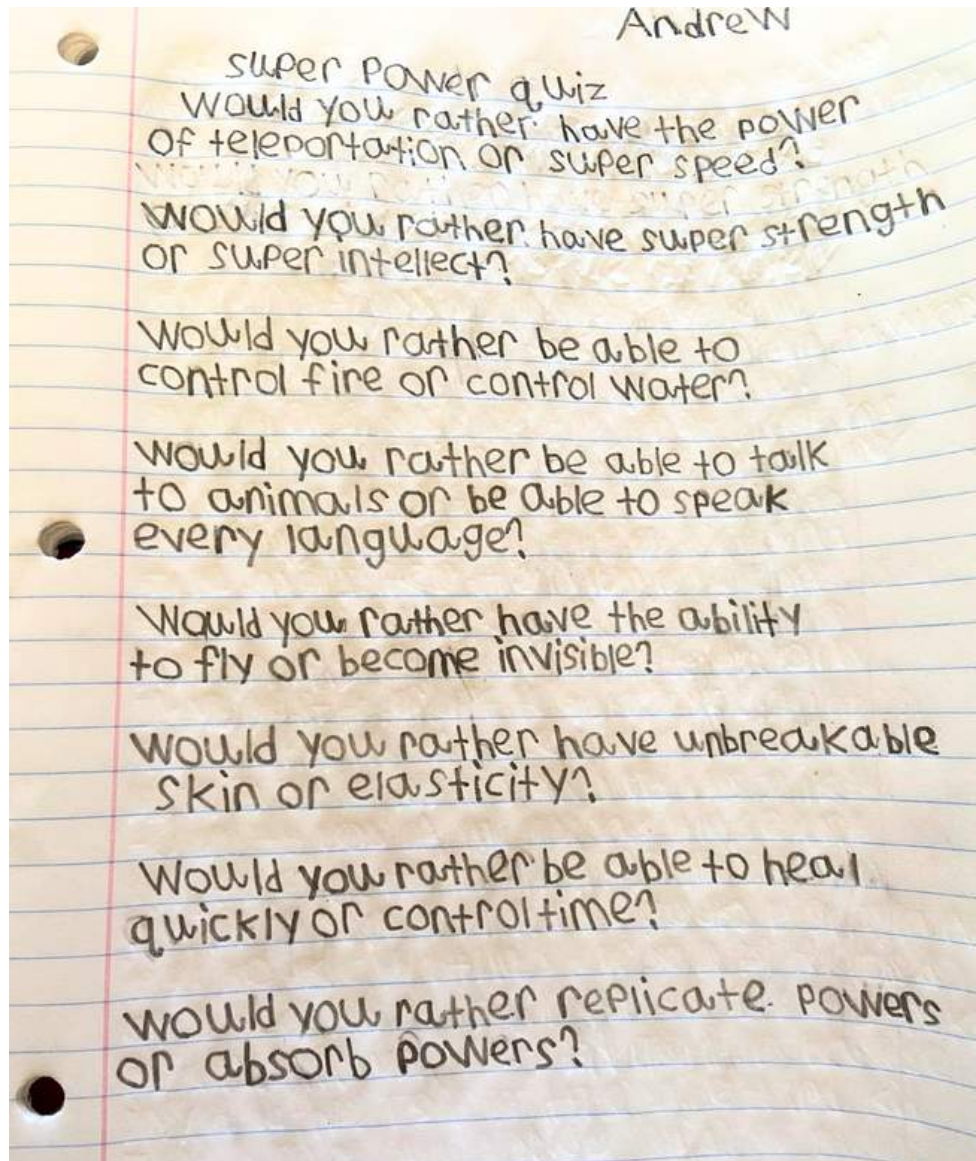 Andrew
super power quiz
Would you rather have the power
of teleportation or super speed?
Would you rather have super strength
or super intellect?
Would you rather be able to
control fire or control water?
Would you rather be able to talk
to animals or be able to speak
every language?
Would you rather have the ability
to fly or become invisible?
Would you rather have unbreakable
skin or elasticity?
Would you rather be able to heal
quickly or control time?
Would you rather replicate powers
or absorb powers?